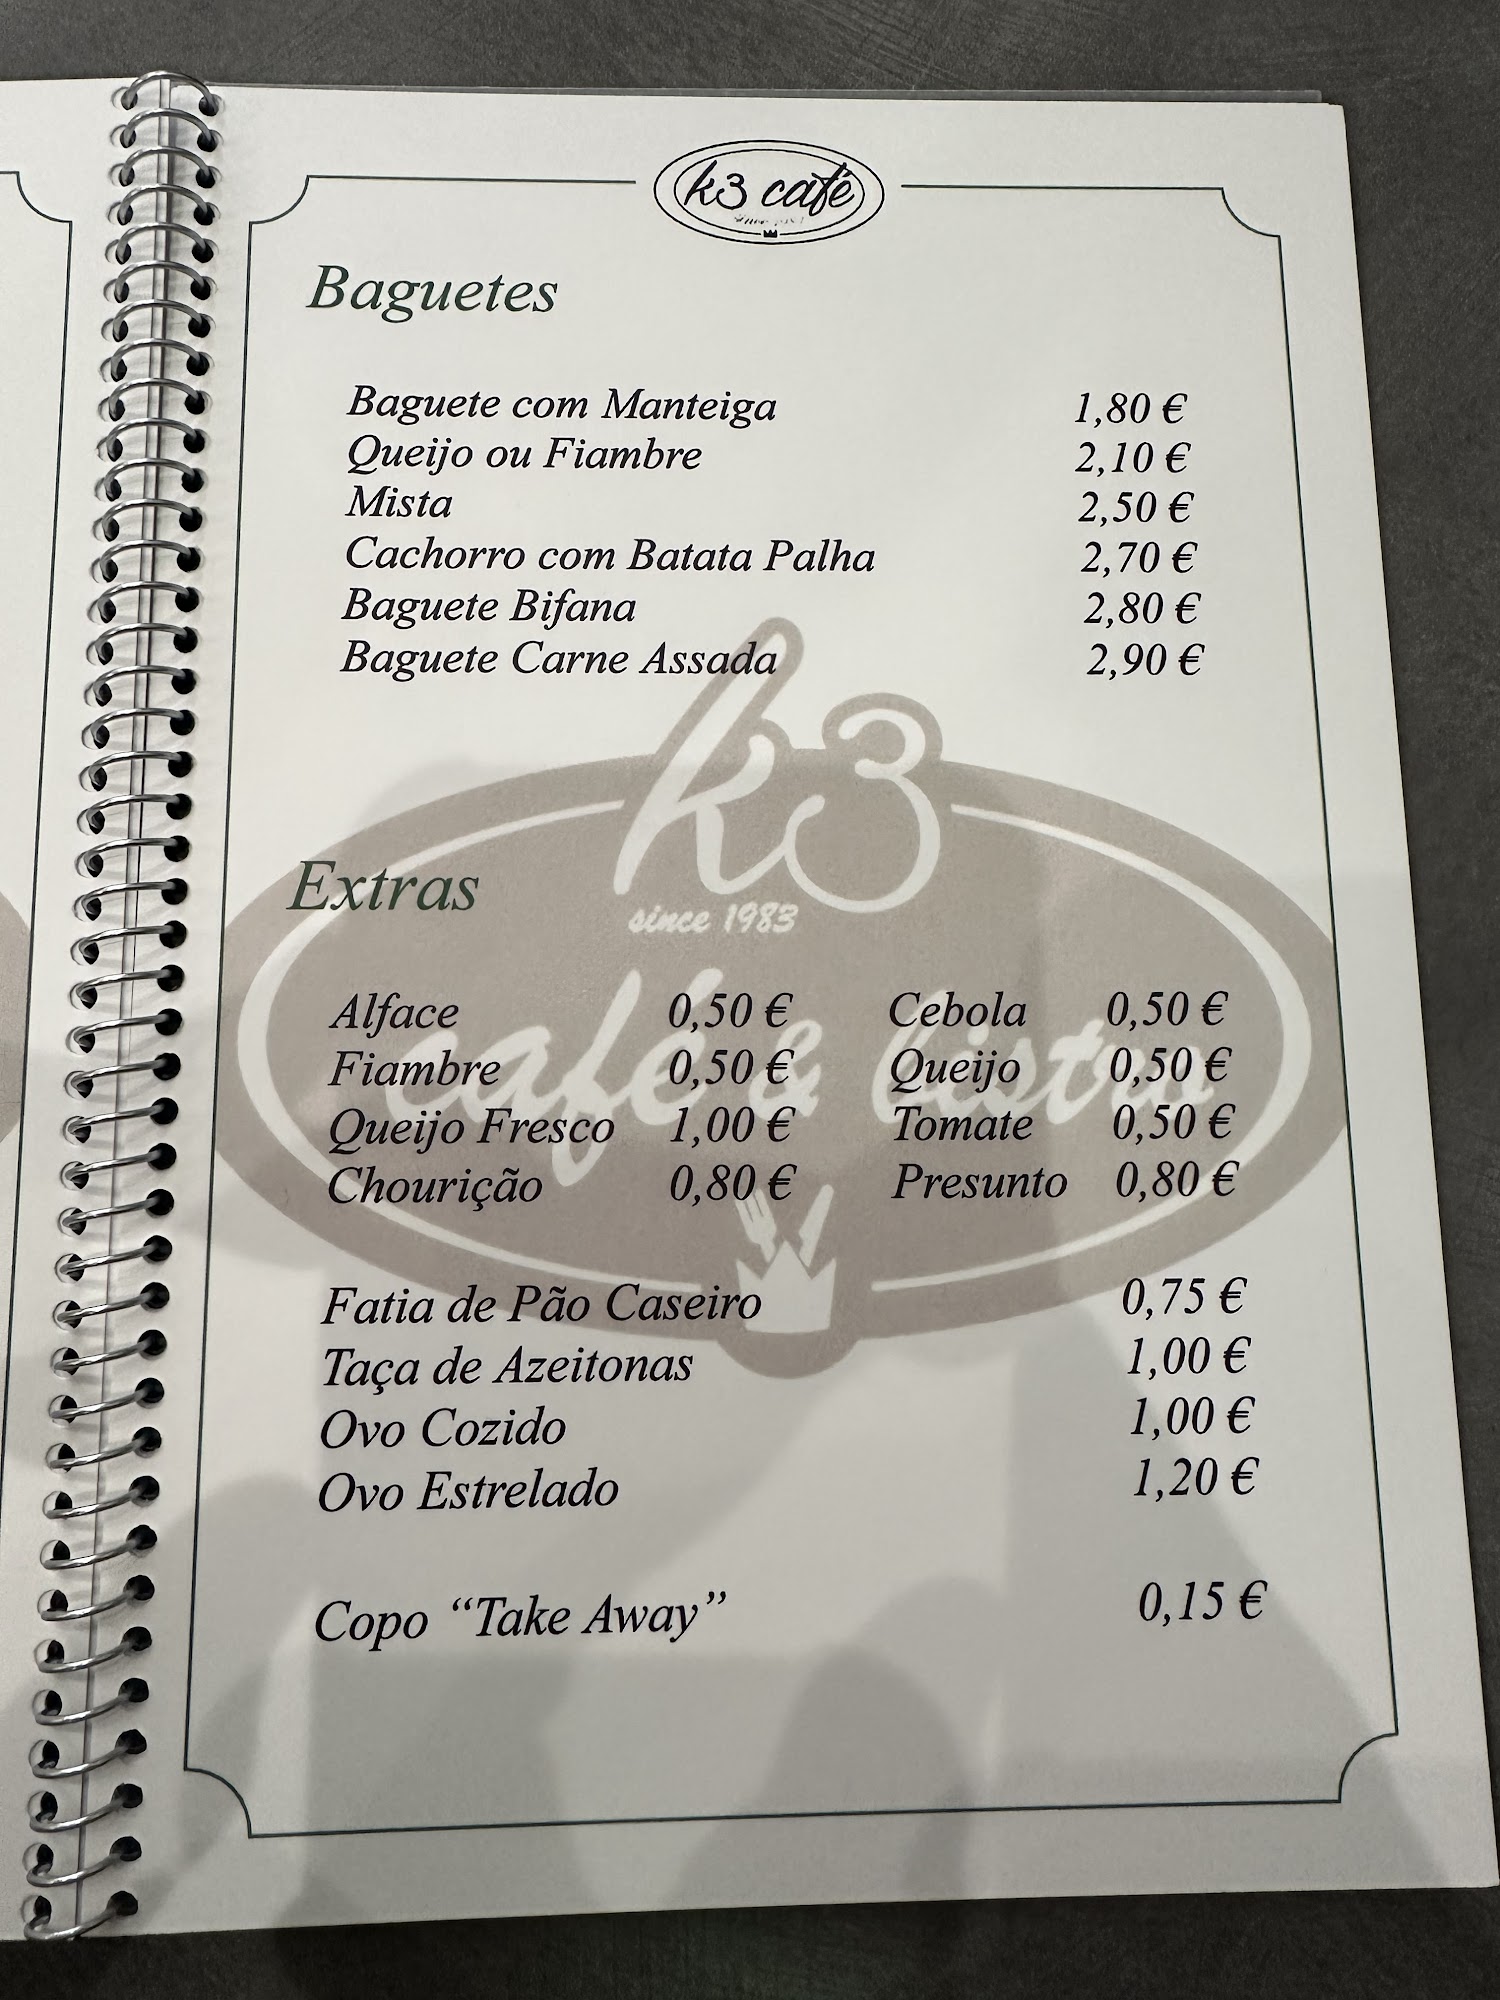 k3 café
Baguetes
Baguete com Manteiga 1,80 €
Queijo ou Fiambre 2,10 €
Mista 2,50 €
Cachorro com Batata Palha 2,70 €
Baguete Bifana 2,80 €
Baguete Carne Assada 2,90 €
k3
since 1983
café & bistro
Extras
Alface 0,50 € Cebola 0,50 €
Fiambre 0,50 € Queijo 0,50 €
Queijo Fresco 1,00 € Tomate 0,50 €
Chourição 0,80 € Presunto 0,80 €
Fatia de Pão Caseiro 0,75 €
Taça de Azeitonas 1,00 €
Ovo Cozido 1,00 €
Ovo Estrelado 1,20 €
Copo “Take Away” 0,15 €